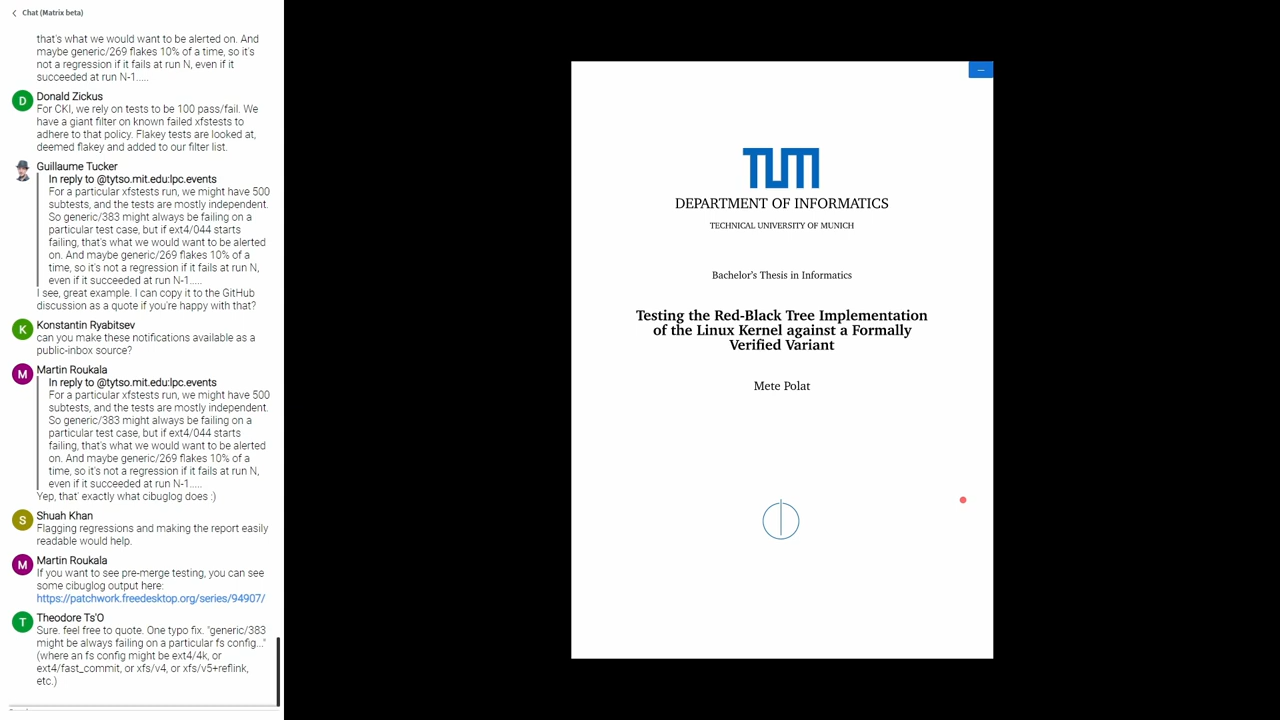 Chat (Matrix beta)
that's what we would want to be alerted on. And
maybe generic/269 flakes 10% of a time, so it's
not a regression if it fails at run N, even if it
succeeded at run N-1.....
D
Donald Zickus
For CKI, we rely on tests to be 100 pass/fail. We
have a giant filter on known failed xfstests to
adhere to that policy. Flakey tests are looked at,
deemed flakey and added to our filter list.
Guillaume Tucker
In reply to @tytso.mit.edu:lpc.events
For a particular xfstests run, we might have 500
subtests, and the tests are mostly independent.
So generic/383 might always be failing on a
particular test case, but if ext4/044 starts
failing, that's what we would want to be alerted
on. And maybe generic/269 flakes 10% of a
time, so it's not a regression if it fails at run N,
even if it succeeded at run N-1.....
I see, great example. I can copy it to the GitHub
discussion as a quote if you're happy with that?
K
Konstantin Ryabitsev
can you make these notifications available as a
public-inbox source?
M
Martin Roukala
In reply to @tytso.mit.edu:lpc.events
For a particular xfstests run, we might have 500
subtests, and the tests are mostly independent.
So generic/383 might always be failing on a
particular test case, but if ext4/044 starts
failing, that's what we would want to be alerted
on. And maybe generic/269 flakes 10% of a
time, so it's not a regression if it fails at run N,
even if it succeeded at run N-1.....
Yep, that' exactly what cibuglog does :)
S
Shuah Khan
Flagging regressions and making the report easily
readable would help.
M
Martin Roukala
If you want to see pre-merge testing, you can see
some cibuglog output here:
https://patchwork.freedesktop.org/series/94907/
T
Theodore Ts'O
Sure. feel free to quote. One typo fix. "generic/383
might be always failing on a particular fs config..."
(where an fs config might be ext4/4k, or
ext4/fast_commit, or xfs/v4, or xfs/v5+reflink,
etc.)
TUM
DEPARTMENT OF INFORMATICS
TECHNICAL UNIVERSITY OF MUNICH
Bachelor's Thesis in Informatics
Testing the Red-Black Tree Implementation
of the Linux Kernel against a Formally
Verified Variant
Mete Polat